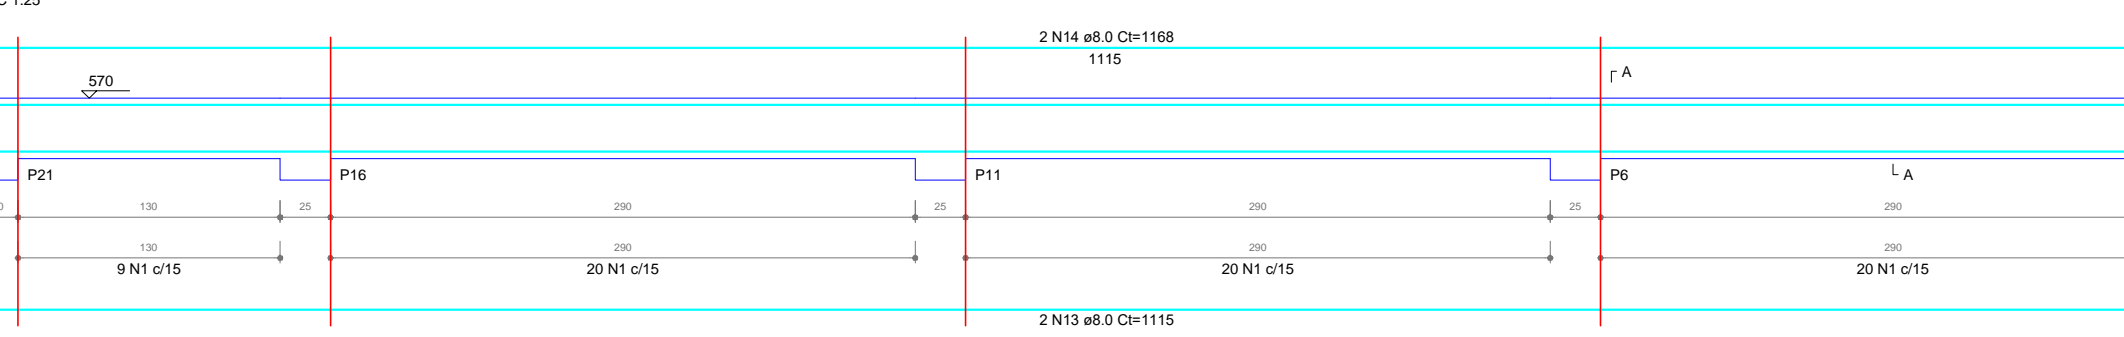 2 N14 ø8.0 Ct=1168
1115
A
570
P21 P16 P11 P6 A
130 25 290 25 290 25 290
130 290 290 290
9 N1 c/15 20 N1 c/15 20 N1 c/15 20 N1 c/15
2 N13 ø8.0 Ct=1115